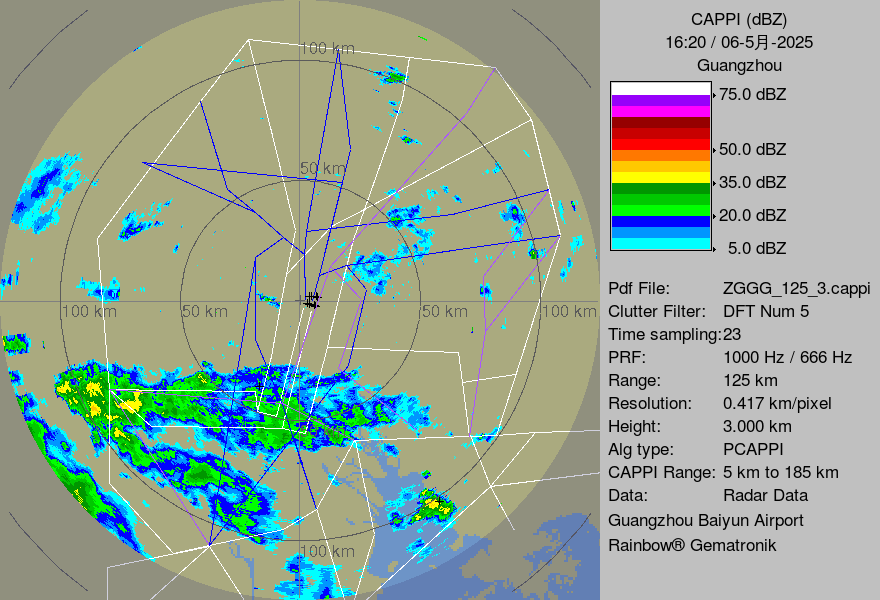 CAPPI (dBZ)
16:20 / 06-5月-2025
Guangzhou
75.0 dBZ
50.0 dBZ
35.0 dBZ
20.0 dBZ
5.0 dBZ
100 km
50 km
100 km
50 km
50 km
100 km
100 km
Pdf File: ZGGG_125_3.cappi
Clutter Filter: DFT Num 5
Time sampling:23
PRF: 1000 Hz / 666 Hz
Range: 125 km
Resolution: 0.417 km/pixel
Height: 3.000 km
Alg type: PCAPPI
CAPPI Range: 5 km to 185 km
Data: Radar Data
Guangzhou Baiyun Airport
Rainbow® Gematronik